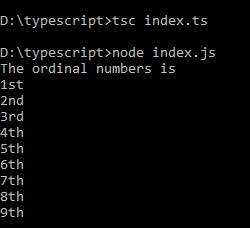 D:\typescript>tsc index.ts
D:\typescript>node index.js
The ordinal numbers is
1st
2nd
3rd
4th
5th
6th
7th
8th
9th